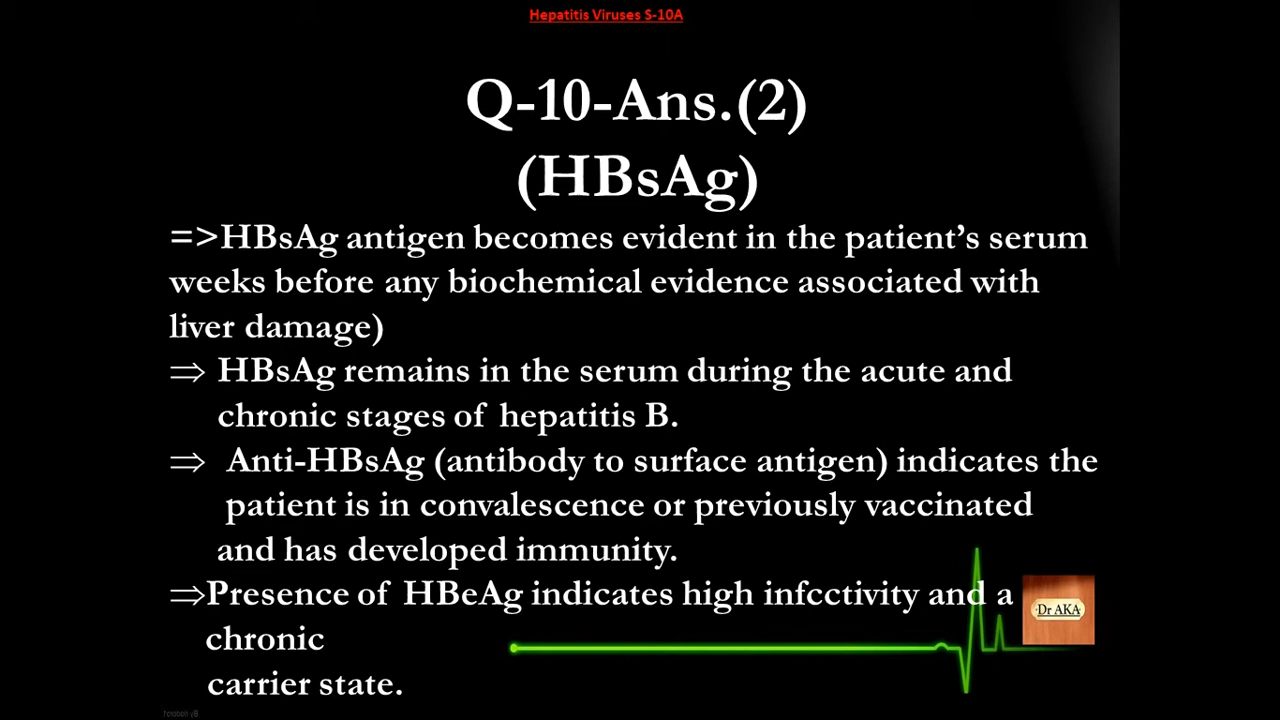 Hepatitis Viruses S-10A
Q-10-Ans.(2)
(HBsAg)
=>HBsAg antigen becomes evident in the patient’s serum
weeks before any biochemical evidence associated with
liver damage)
⇒ HBsAg remains in the serum during the acute and
chronic stages of hepatitis B.
⇒ Anti-HBsAg (antibody to surface antigen) indicates the
patient is in convalescence or previously vaccinated
and has developed immunity.
⇒Presence of HBeAg indicates high infcctivity and a
chronic
carrier state.
Dr AKA